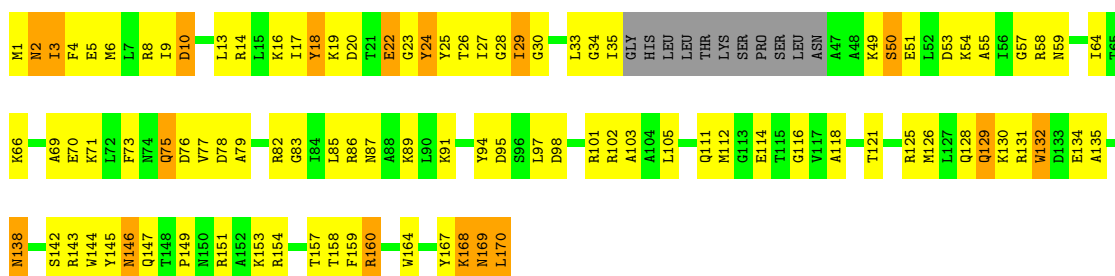 M1 N2 I3 F4 E5 M6 L7 R8 I9 D10 L13 R14 L15 K16 I17 Y18 K19 D20 T21 E22 G23 Y24 Y25 T26 I27 G28 I29 G30 L33 G34 I35 GLY HIS LEU LEU THR LYS SER PRO SER LEU ASN A47 A48 K49 S50 E51 L52 D53 K54 A55 I56 G57 R58 N59 I64 T65
K66 A69 E70 K71 L72 F73 N74 Q75 D76 V77 D78 A79 R82 G83 I84 L85 R86 N87 A88 K89 L90 K91 Y94 D95 S96 L97 D98 R101 R102 A103 A104 L105 Q111 M112 G113 E114 T115 G116 V117 A118 T121 R125 M126 L127 Q128 Q129 K130 R131 W132 D133 E134 A135
N138 S142 R143 W144 Y145 N146 Q147 T148 P149 N150 R151 A152 K153 R154 T157 T158 F159 R160 W164 Y167 K168 N169 L170